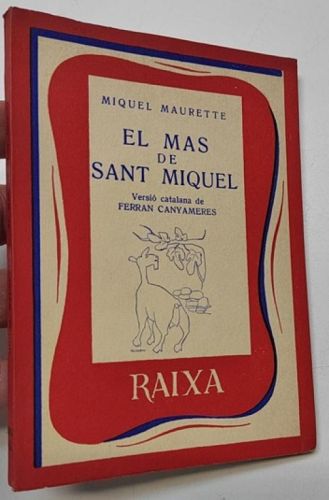 MIQUEL MAURETTE
EL MAS
DE
SANT MIQUEL
Versió catalana de
FERRAN CANYAMERES
RAIXA